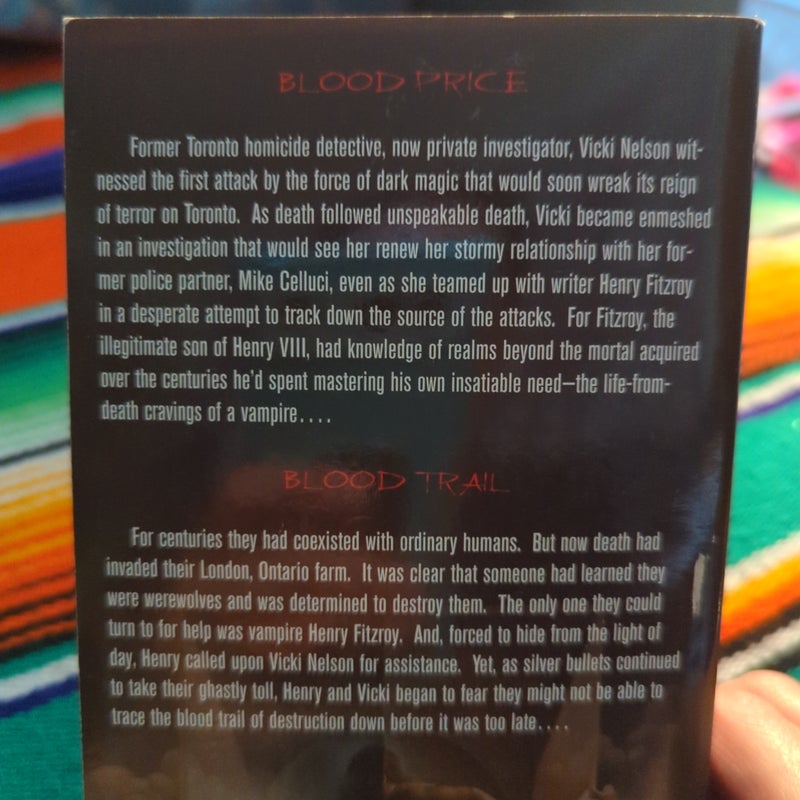 BLOOD PRICE
Former Toronto homicide detective, now private investigator, Vicki Nelson wit-
nessed the first attack by the force of dark magic that would soon wreak its reign
of terror on Toronto. As death followed unspeakable death, Vicki became enmeshed
in an investigation that would see her renew her stormy relationship with her for-
mer police partner, Mike Celluci, even as she teamed up with writer Henry Fitzroy
in a desperate attempt to track down the source of the attacks. For Fitzroy, the
illegitimate son of Henry VIII, had knowledge of realms beyond the mortal acquired
over the centuries he'd spent mastering his own insatiable need—the life-from-
death cravings of a vampire....
BLOOD TRAIL
For centuries they had coexisted with ordinary humans. But now death had
invaded their London, Ontario farm. It was clear that someone had learned they
were werewolves and was determined to destroy them. The only one they could
turn to for help was vampire Henry Fitzroy. And, forced to hide from the light of
day, Henry called upon Vicki Nelson for assistance. Yet, as silver bullets continued
to take their ghastly toll, Henry and Vicki began to fear they might not be able to
trace the blood trail of destruction down before it was too late....